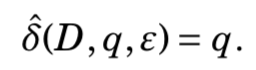 δ̂(D, q, ε) = q.